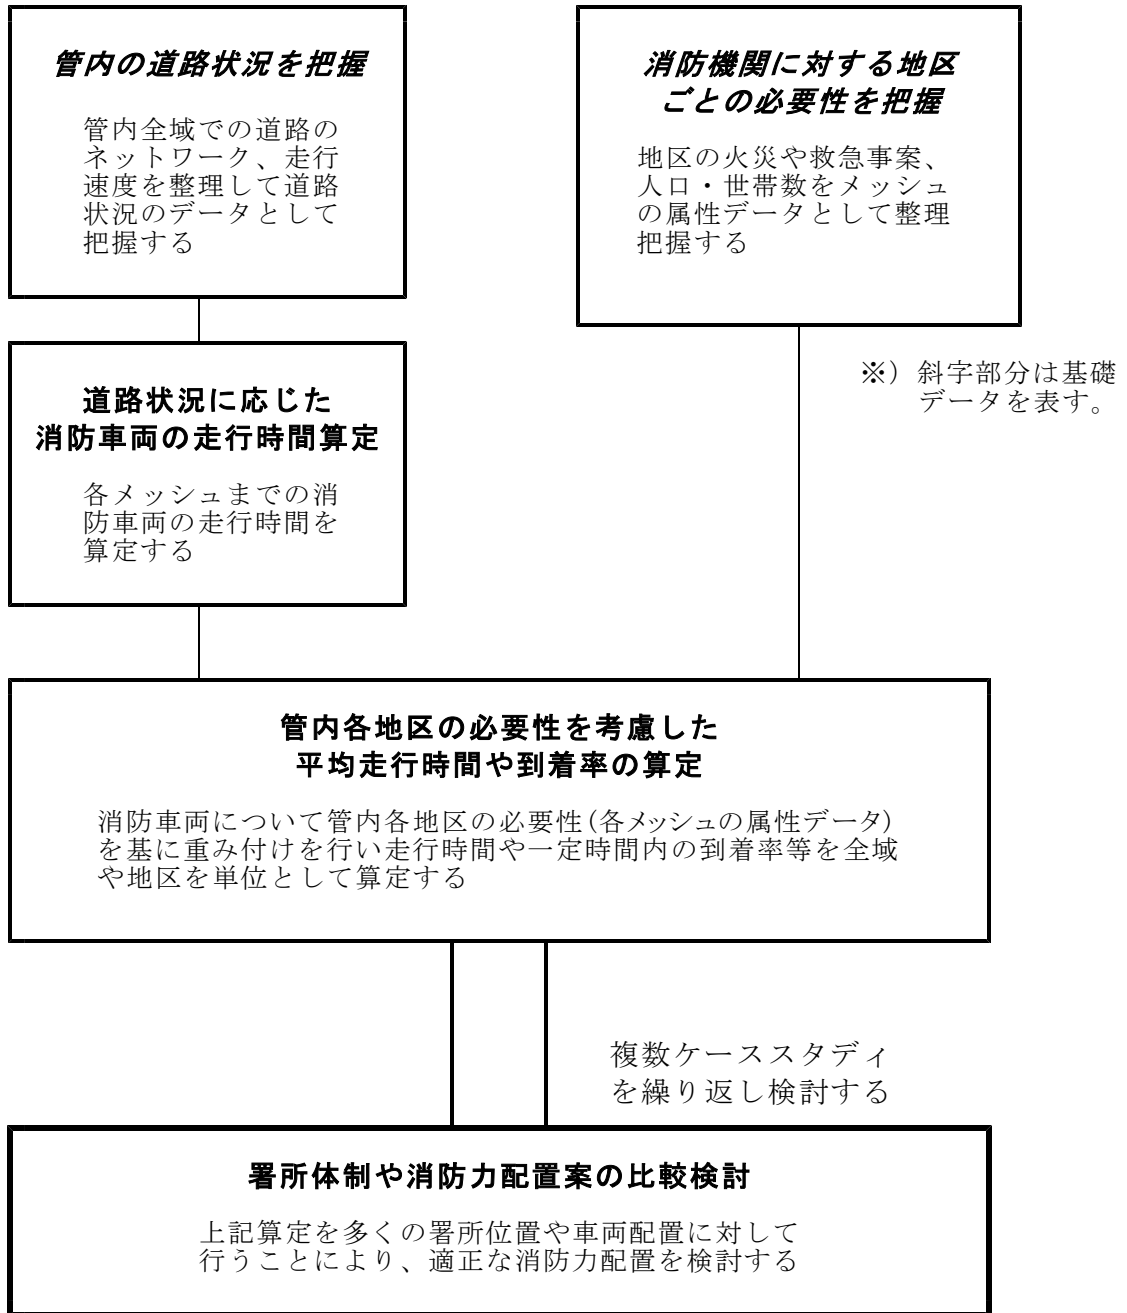 管内の道路状況を把握
管内全域での道路の
ネットワーク、走行
速度を整理して道路
状況のデータとして
把握する
消防機関に対する地区
ごとの必要性を把握
地区の火災や救急事案、
人口・世帯数をメッシュ
の属性データとして整理
把握する
※）斜字部分は基礎
データを表す。
道路状況に応じた
消防車両の走行時間算定
各メッシュまでの消
防車両の走行時間を
算定する
管内各地区の必要性を考慮した
平均走行時間や到着率の算定
消防車両について管内各地区の必要性(各メッシュの属性データ)
を基に重み付けを行い走行時間や一定時間内の到着率等を全域
や地区を単位として算定する
複数ケーススタディ
を繰り返し検討する
署所体制や消防力配置案の比較検討
上記算定を多くの署所位置や車両配置に対して
行うことにより、適正な消防力配置を検討する